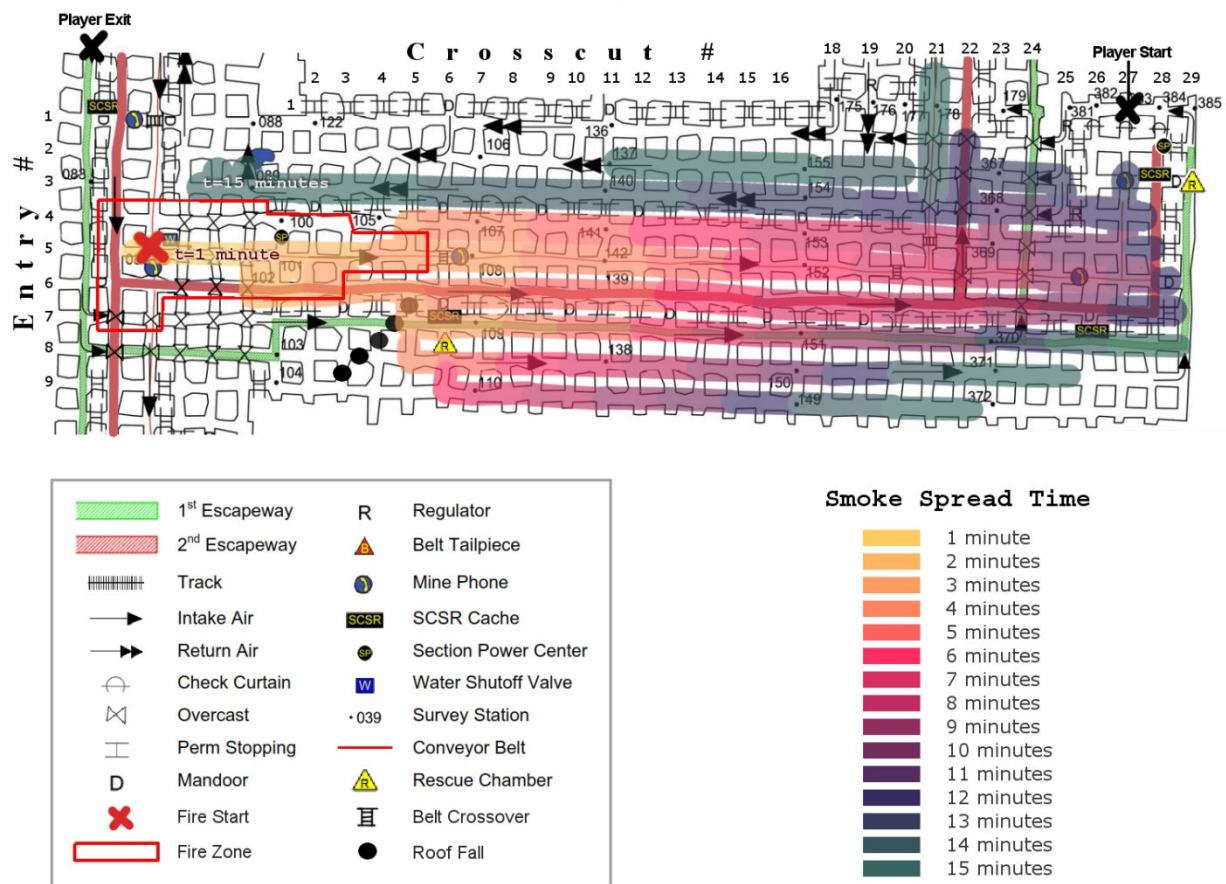 Player Exit
Crosscut #
Player Start
Entry #
18 19 20 21 22 23 24
2 3 4 5 6 7 8 9 10 11 12 13 14 15 16
25 26 27 28 29
1
2
3
4
5
6
7
8
9
1
R
D
D
175
176
177
178
179
381
382
384
385
SCSR
088
122
106
136
137
155
367
SP
SCSR
D
R
083
089
t=15 minutes
140
154
368
R
100
105
107
141
153
SP
W
t=1 minute
101
142
369
102
108
139
152
D
SCSR
109
151
370
SCSR
R
103
138
371
104
110
150
149
372
1st Escapeway
2nd Escapeway
Track
Intake Air
Return Air
Check Curtain
Overcast
Perm Stopping
D Mandoor
Fire Start
Fire Zone
R Regulator
B Belt Tailpiece
Mine Phone
SCSR SCSR Cache
SP Section Power Center
W Water Shutoff Valve
·039 Survey Station
Conveyor Belt
R Rescue Chamber
Belt Crossover
Roof Fall
Smoke Spread Time
1 minute
2 minutes
3 minutes
4 minutes
5 minutes
6 minutes
7 minutes
8 minutes
9 minutes
10 minutes
11 minutes
12 minutes
13 minutes
14 minutes
15 minutes